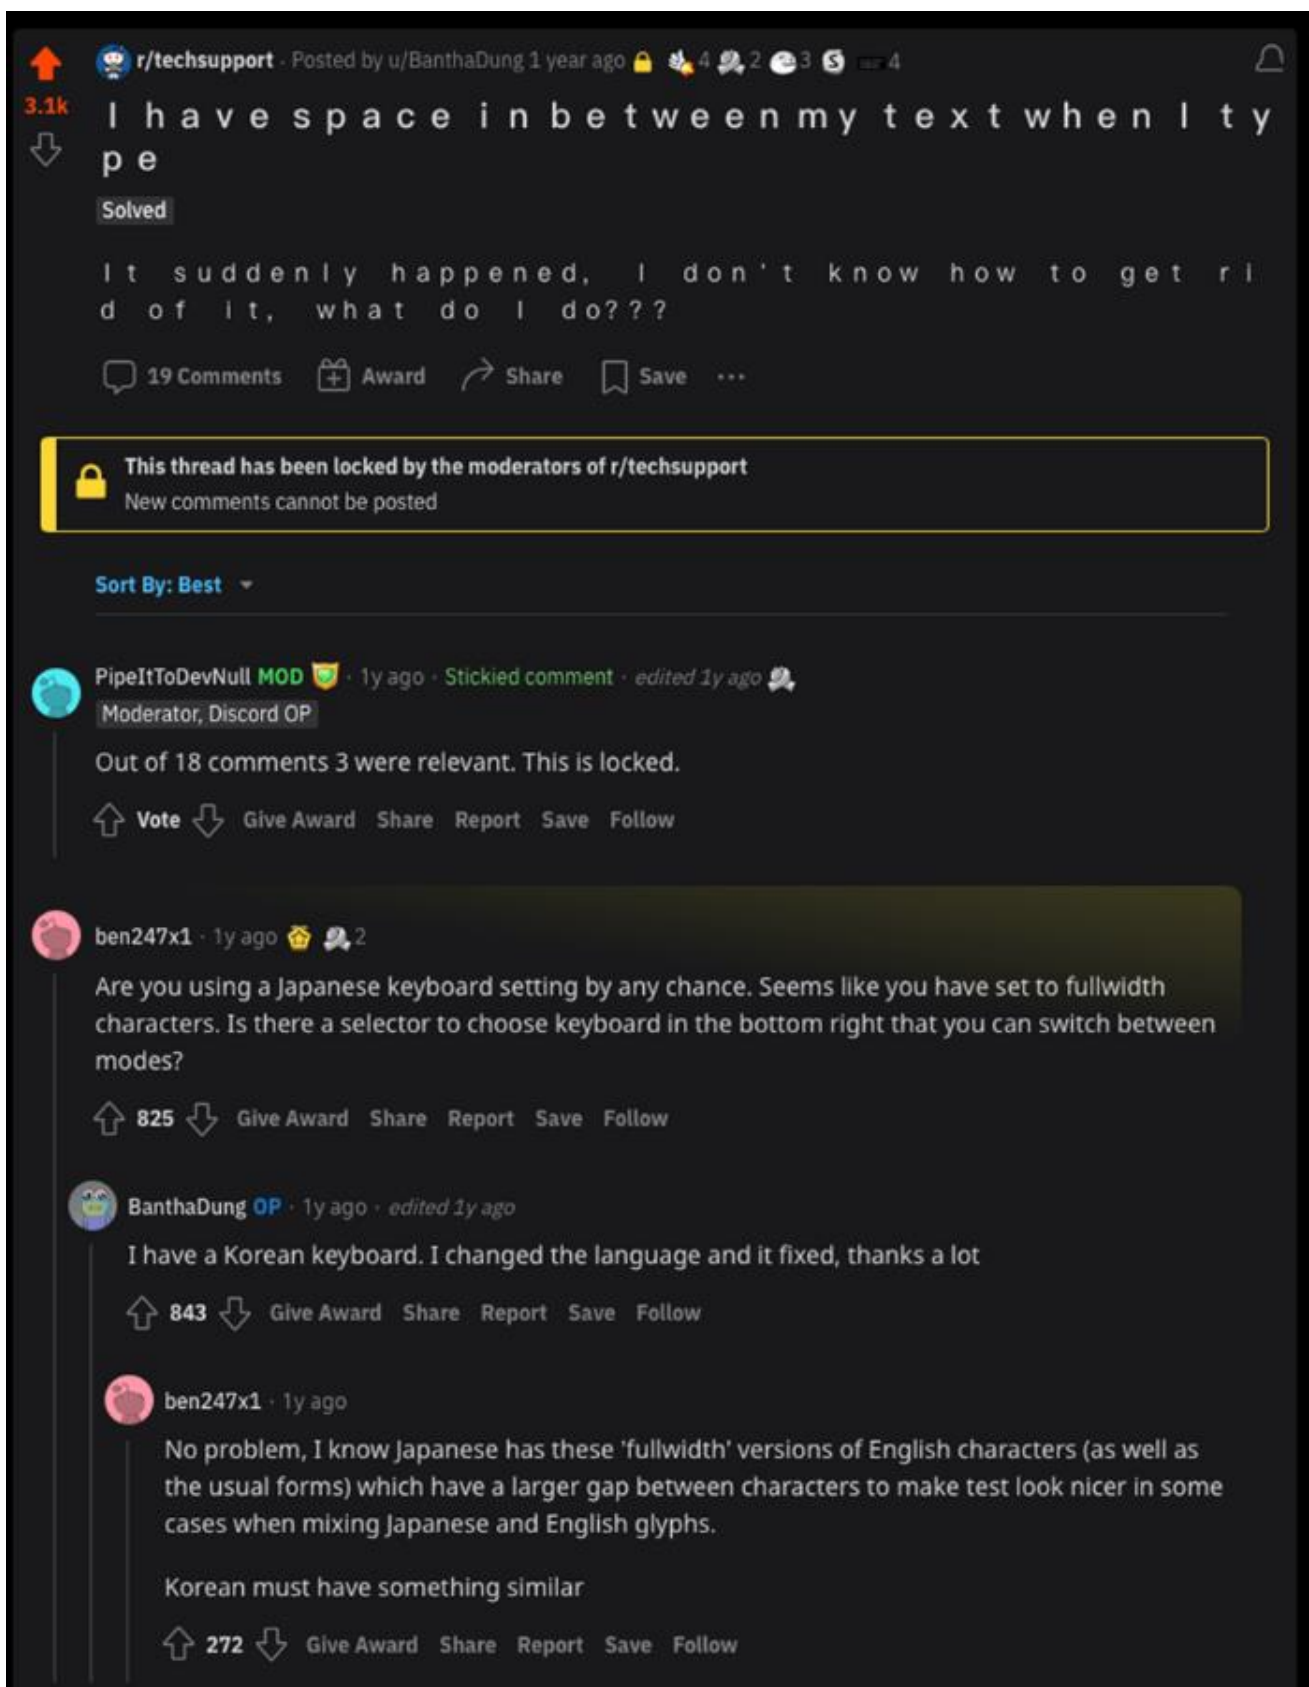 r/techsupport · Posted by u/BanthaDung 1 year ago 4 2 3 4
3.1k
Ｉ ｈａｖｅ ｓｐａｃｅ ｉｎ ｂｅｔｗｅｅｎ ｍｙ ｔｅｘｔ ｗｈｅｎ Ｉ ｔｙ
ｐｅ
Solved
Ｉｔ ｓｕｄｄｅｎｌｙ ｈａｐｐｅｎｅｄ， Ｉ ｄｏｎ＇ｔ ｋｎｏｗ ｈｏｗ ｔｏ ｇｅｔ ｒｉ
ｄ ｏｆ ｉｔ， ｗｈａｔ ｄｏ Ｉ ｄｏ？？？
19 Comments Award Share Save ...
This thread has been locked by the moderators of r/techsupport
New comments cannot be posted
Sort By: Best
PipeItToDevNull MOD · 1y ago · Stickied comment · edited 1y ago
Moderator, Discord OP
Out of 18 comments 3 were relevant. This is locked.
Vote Give Award Share Report Save Follow
ben247x1 · 1y ago 2
Are you using a Japanese keyboard setting by any chance. Seems like you have set to fullwidth
characters. Is there a selector to choose keyboard in the bottom right that you can switch between
modes?
825 Give Award Share Report Save Follow
BanthaDung OP · 1y ago · edited 1y ago
I have a Korean keyboard. I changed the language and it fixed, thanks a lot
843 Give Award Share Report Save Follow
ben247x1 · 1y ago
No problem, I know Japanese has these 'fullwidth' versions of English characters (as well as
the usual forms) which have a larger gap between characters to make test look nicer in some
cases when mixing Japanese and English glyphs.
Korean must have something similar
272 Give Award Share Report Save Follow